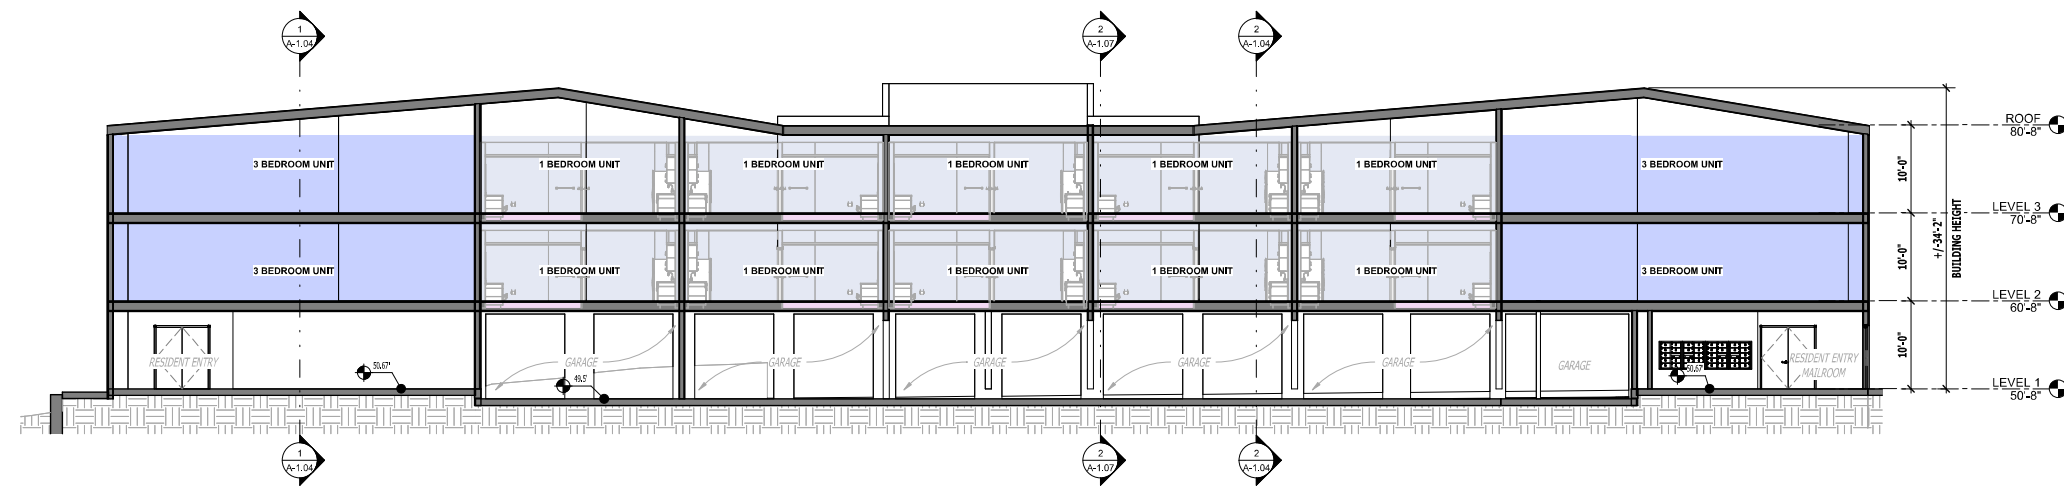 1
A-1.04
2
A-1.07
2
A-1.04
ROOF
80'-8"
3 BEDROOM UNIT
1 BEDROOM UNIT
1 BEDROOM UNIT
1 BEDROOM UNIT
1 BEDROOM UNIT
1 BEDROOM UNIT
3 BEDROOM UNIT
10'-0"
LEVEL 3
70'-8"
3 BEDROOM UNIT
1 BEDROOM UNIT
1 BEDROOM UNIT
1 BEDROOM UNIT
1 BEDROOM UNIT
1 BEDROOM UNIT
3 BEDROOM UNIT
10'-0"
+/-34'-2"
BUILDING HEIGHT
LEVEL 2
60'-8"
RESIDENT ENTRY
50.67'
GARAGE
49.5'
GARAGE
GARAGE
GARAGE
GARAGE
GARAGE
50.67'
RESIDENT ENTRY
MAILROOM
10'-0"
LEVEL 1
50'-8"
1
A-1.04
2
A-1.07
2
A-1.04